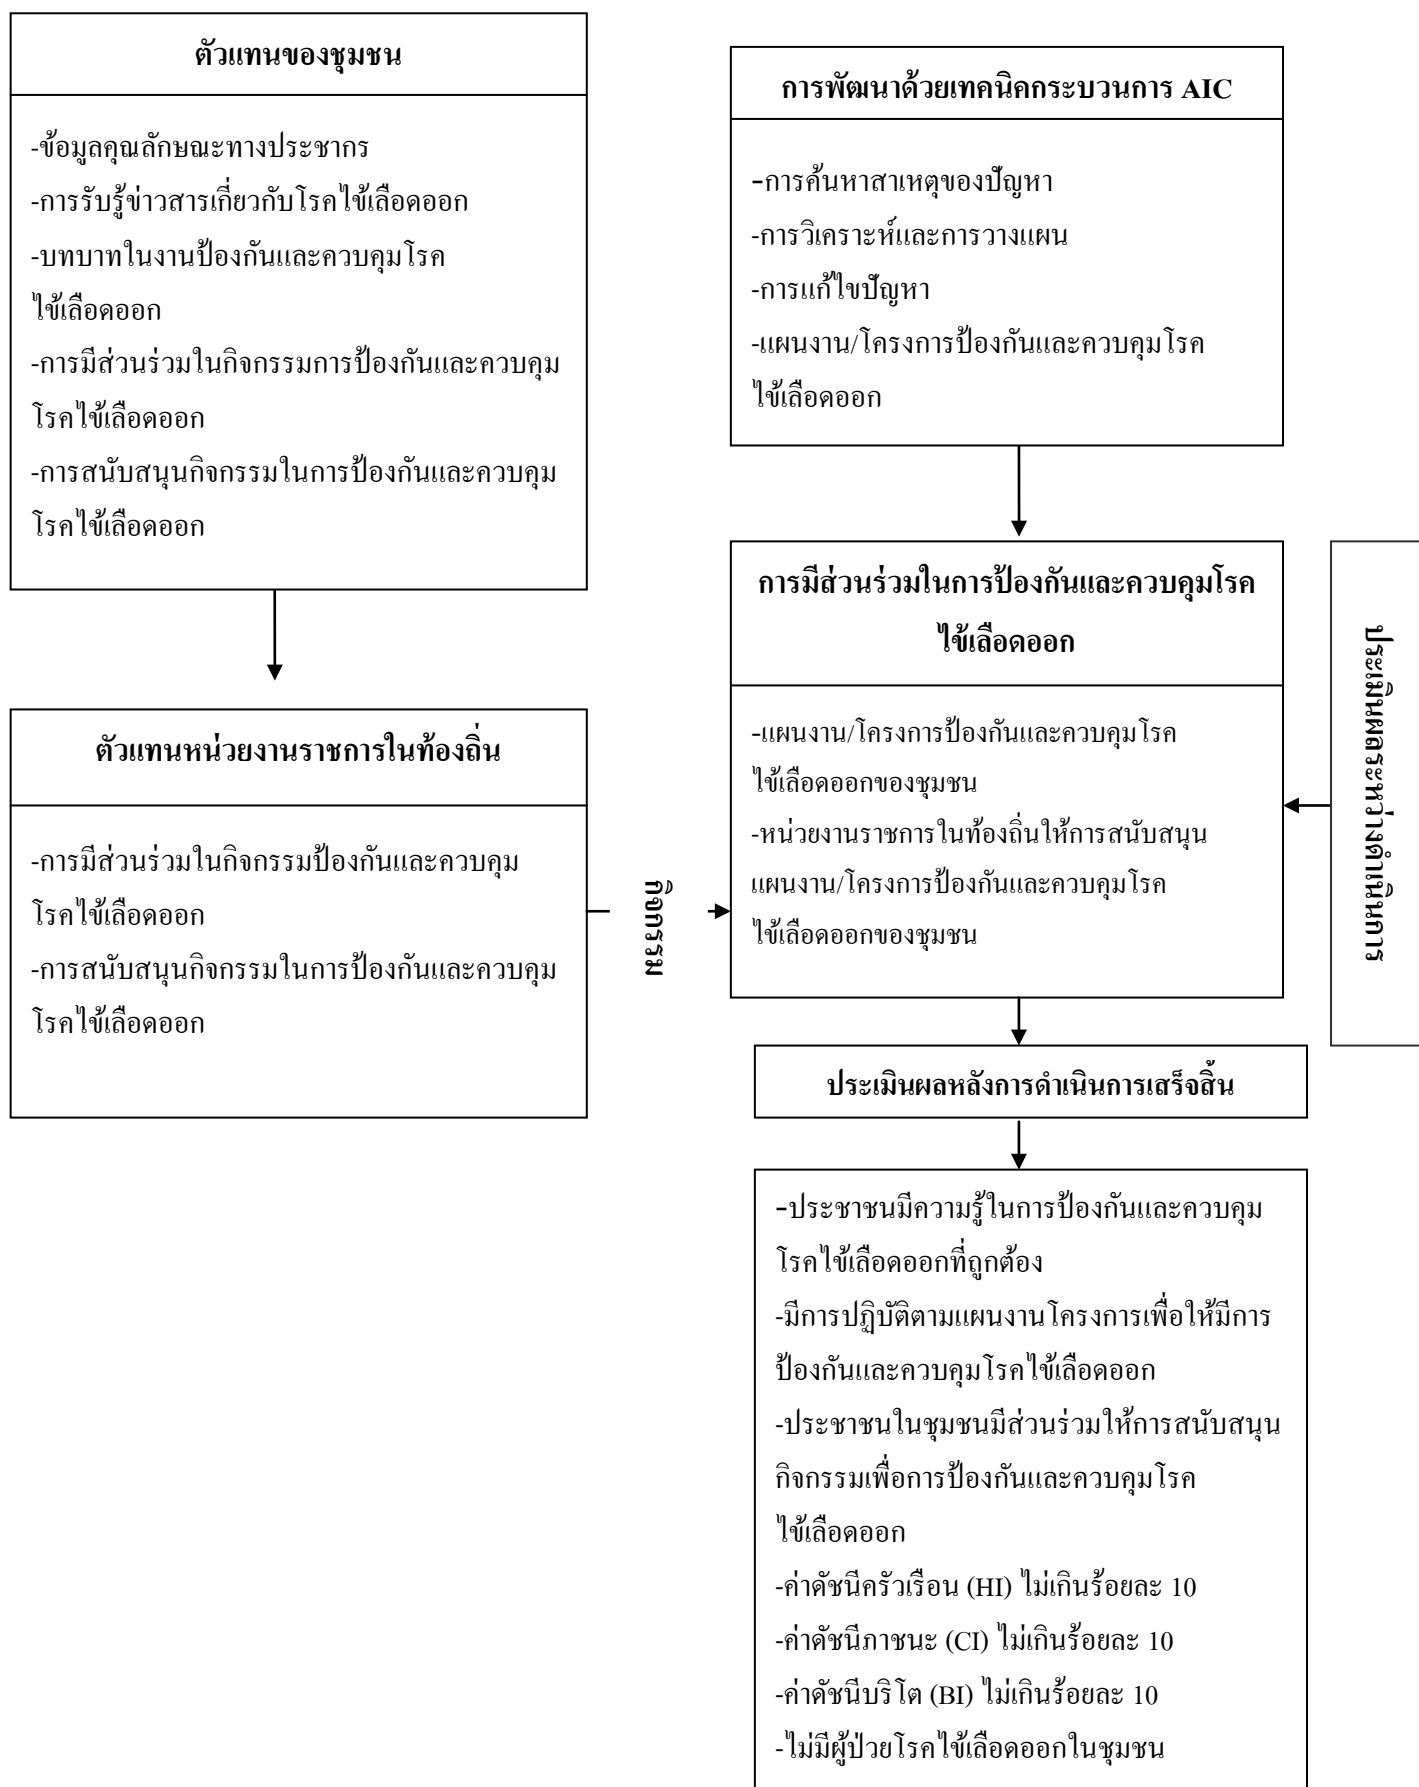 ตัวแทนของชุมชน
-ข้อมูลคุณลักษณะทางประชากร
-การรับรู้ข่าวสารเกี่ยวกับโรคไข้เลือดออก
-บทบาทในงานป้องกันและควบคุมโรค
ไข้เลือดออก
-การมีส่วนร่วมในกิจกรรมการป้องกันและควบคุม
โรคไข้เลือดออก
-การสนับสนุนกิจกรรมในการป้องกันและควบคุม
โรคไข้เลือดออก
ตัวแทนหน่วยงานราชการในท้องถิ่น
-การมีส่วนร่วมในกิจกรรมป้องกันและควบคุม
โรคไข้เลือดออก
-การสนับสนุนกิจกรรมในการป้องกันและควบคุม
โรคไข้เลือดออก
กิจกรรม
การพัฒนาด้วยเทคนิคกระบวนการ AIC
-การค้นหาสาเหตุของปัญหา
-การวิเคราะห์และการวางแผน
-การแก้ไขปัญหา
-แผนงาน/โครงการป้องกันและควบคุมโรค
ไข้เลือดออก
การมีส่วนร่วมในการป้องกันและควบคุมโรค
ไข้เลือดออก
-แผนงาน/โครงการป้องกันและควบคุมโรค
ไข้เลือดออกของชุมชน
-หน่วยงานราชการในท้องถิ่นให้การสนับสนุน
แผนงาน/โครงการป้องกันและควบคุมโรค
ไข้เลือดออกของชุมชน
ประเมินผลระหว่างดำเนินการ
ประเมินผลหลังการดำเนินการเสร็จสิ้น
-ประชาชนมีความรู้ในการป้องกันและควบคุม
โรคไข้เลือดออกที่ถูกต้อง
-มีการปฏิบัติตามแผนงานโครงการเพื่อให้มีการ
ป้องกันและควบคุมโรคไข้เลือดออก
-ประชาชนในชุมชนมีส่วนร่วมให้การสนับสนุน
กิจกรรมเพื่อการป้องกันและควบคุมโรค
ไข้เลือดออก
-ค่าดัชนีครัวเรือน (HI) ไม่เกินร้อยละ 10
-ค่าดัชนีภาชนะ (CI) ไม่เกินร้อยละ 10
-ค่าดัชนีบริโต (BI) ไม่เกินร้อยละ 10
-ไม่มีผู้ป่วยโรคไข้เลือดออกในชุมชน